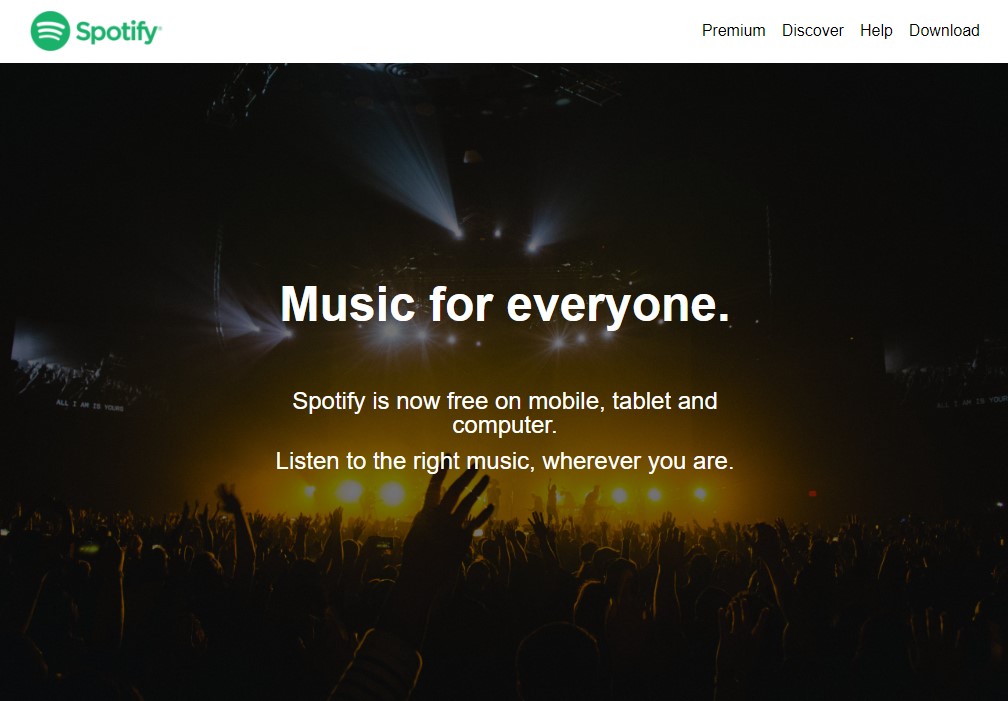 Spotify®
Premium Discover Help Download
Music for everyone.
Spotify is now free on mobile, tablet and
computer.
Listen to the right music, wherever you are.
ALL I AM IS YOURS
ALL I AM IS YOURS